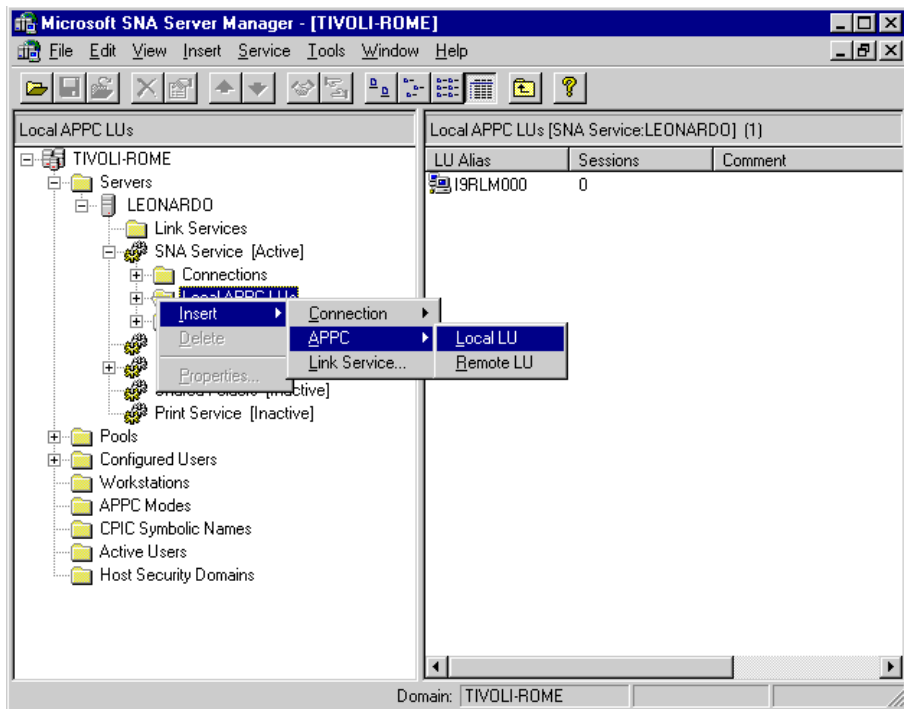 Microsoft SNA Server Manager - [TIVOLI-ROME]
File Edit View Insert Service Tools Window Help
Local APPC LUs
TIVOLI-ROME
Servers
LEONARDO
Link Services
SNA Service [Active]
Connections
Local APPC LUs
Insert
Delete
Properties...
Connection
APPC
Link Service...
Local LU
Remote LU
Shared Folders [Inactive]
Print Service [Inactive]
Pools
Configured Users
Workstations
APPC Modes
CPIC Symbolic Names
Active Users
Host Security Domains
Local APPC LUs [SNA Service:LEONARDO] (1)
LU Alias Sessions Comment
I9RLM000 0
Domain: TIVOLI-ROME